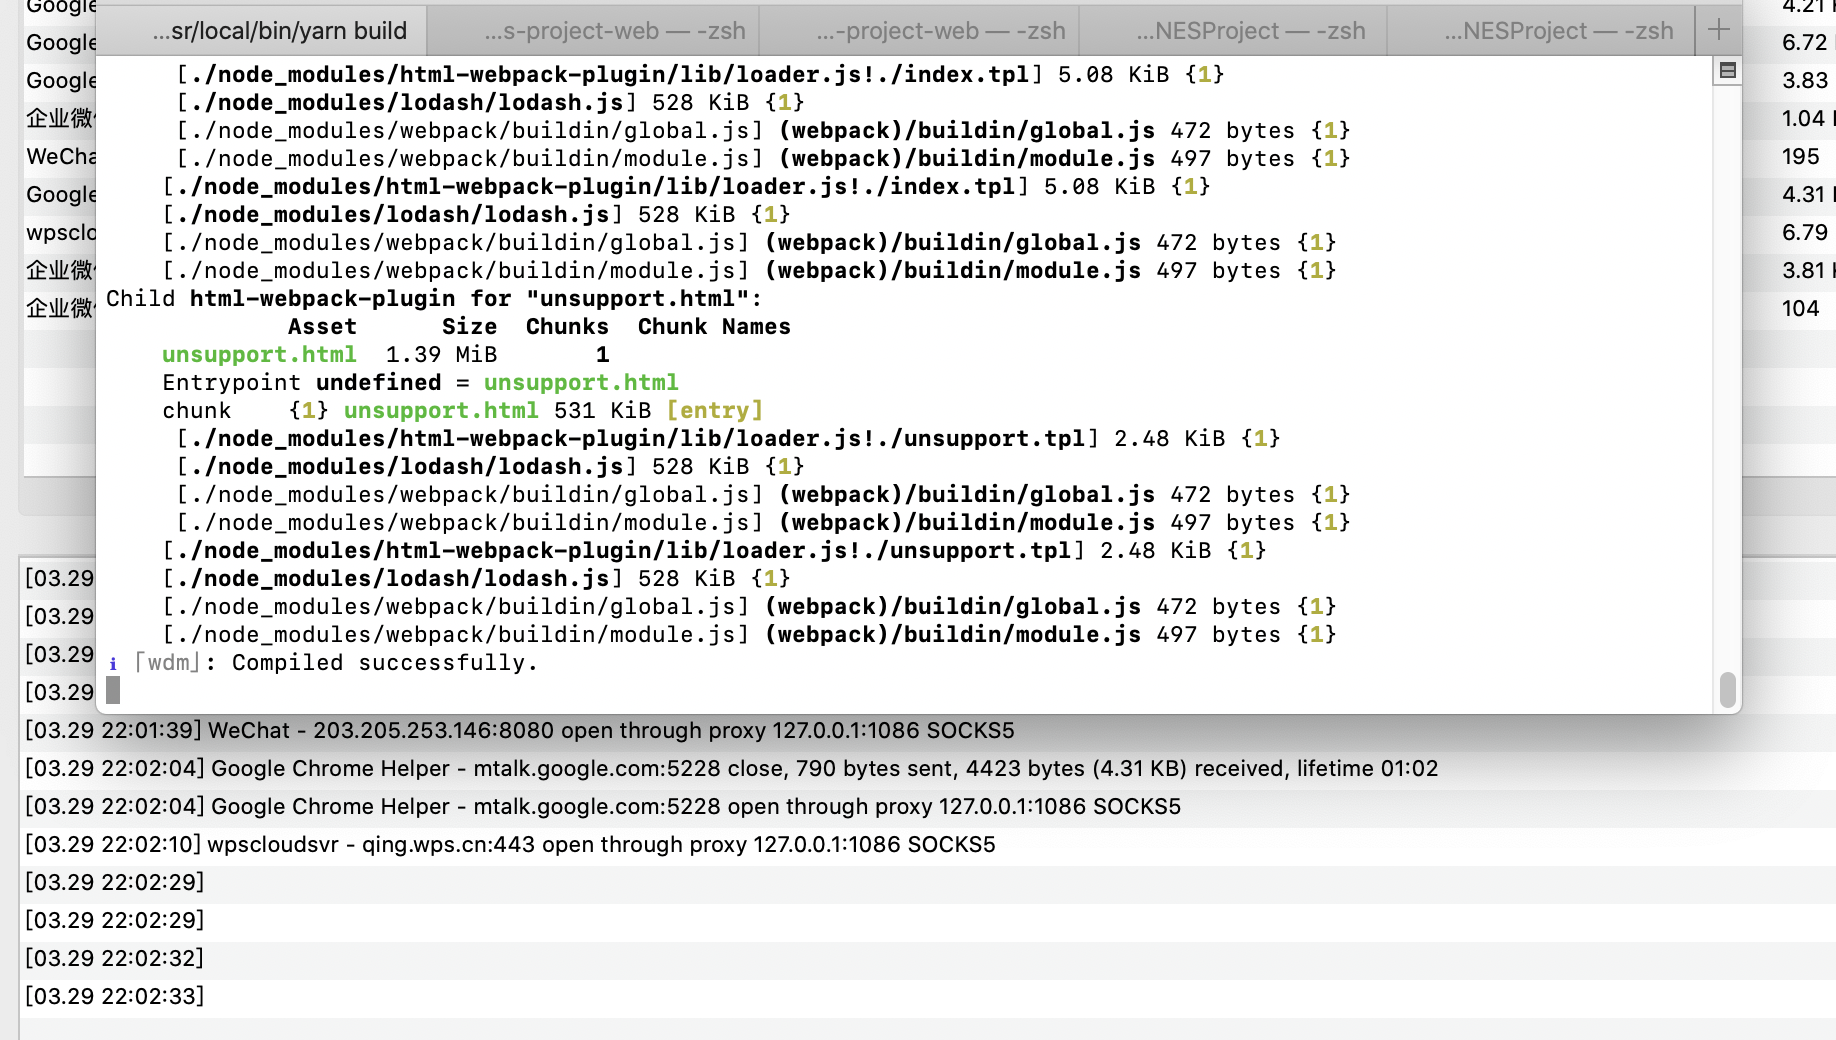 ...sr/local/bin/yarn build ...s-project-web — -zsh ...-project-web — -zsh ...NESProject — -zsh ...NESProject — -zsh
[./node_modules/html-webpack-plugin/lib/loader.js!./index.tpl] 5.08 KiB {1}
[./node_modules/lodash/lodash.js] 528 KiB {1}
[./node_modules/webpack/buildin/global.js] (webpack)/buildin/global.js 472 bytes {1}
[./node_modules/webpack/buildin/module.js] (webpack)/buildin/module.js 497 bytes {1}
[./node_modules/html-webpack-plugin/lib/loader.js!./index.tpl] 5.08 KiB {1}
[./node_modules/lodash/lodash.js] 528 KiB {1}
[./node_modules/webpack/buildin/global.js] (webpack)/buildin/global.js 472 bytes {1}
[./node_modules/webpack/buildin/module.js] (webpack)/buildin/module.js 497 bytes {1}
Child html-webpack-plugin for "unsupport.html":
Asset Size Chunks Chunk Names
unsupport.html 1.39 MiB 1
Entrypoint undefined = unsupport.html
chunk {1} unsupport.html 531 KiB [entry]
[./node_modules/html-webpack-plugin/lib/loader.js!./unsupport.tpl] 2.48 KiB {1}
[./node_modules/lodash/lodash.js] 528 KiB {1}
[./node_modules/webpack/buildin/global.js] (webpack)/buildin/global.js 472 bytes {1}
[./node_modules/webpack/buildin/module.js] (webpack)/buildin/module.js 497 bytes {1}
[./node_modules/html-webpack-plugin/lib/loader.js!./unsupport.tpl] 2.48 KiB {1}
[./node_modules/lodash/lodash.js] 528 KiB {1}
[./node_modules/webpack/buildin/global.js] (webpack)/buildin/global.js 472 bytes {1}
[./node_modules/webpack/buildin/module.js] (webpack)/buildin/module.js 497 bytes {1}
ℹ ｢wdm｣: Compiled successfully.
Google
Google 6.72
Google 3.83
企业微 1.04
WeCha 195
Google 4.31
wpsclo 6.79
企业微 3.81
企业微 104
[03.29
[03.29
[03.29
[03.29
[03.29 22:01:39] WeChat - 203.205.253.146:8080 open through proxy 127.0.0.1:1086 SOCKS5
[03.29 22:02:04] Google Chrome Helper - mtalk.google.com:5228 close, 790 bytes sent, 4423 bytes (4.31 KB) received, lifetime 01:02
[03.29 22:02:04] Google Chrome Helper - mtalk.google.com:5228 open through proxy 127.0.0.1:1086 SOCKS5
[03.29 22:02:10] wpscloudsvr - qing.wps.cn:443 open through proxy 127.0.0.1:1086 SOCKS5
[03.29 22:02:29]
[03.29 22:02:29]
[03.29 22:02:32]
[03.29 22:02:33]